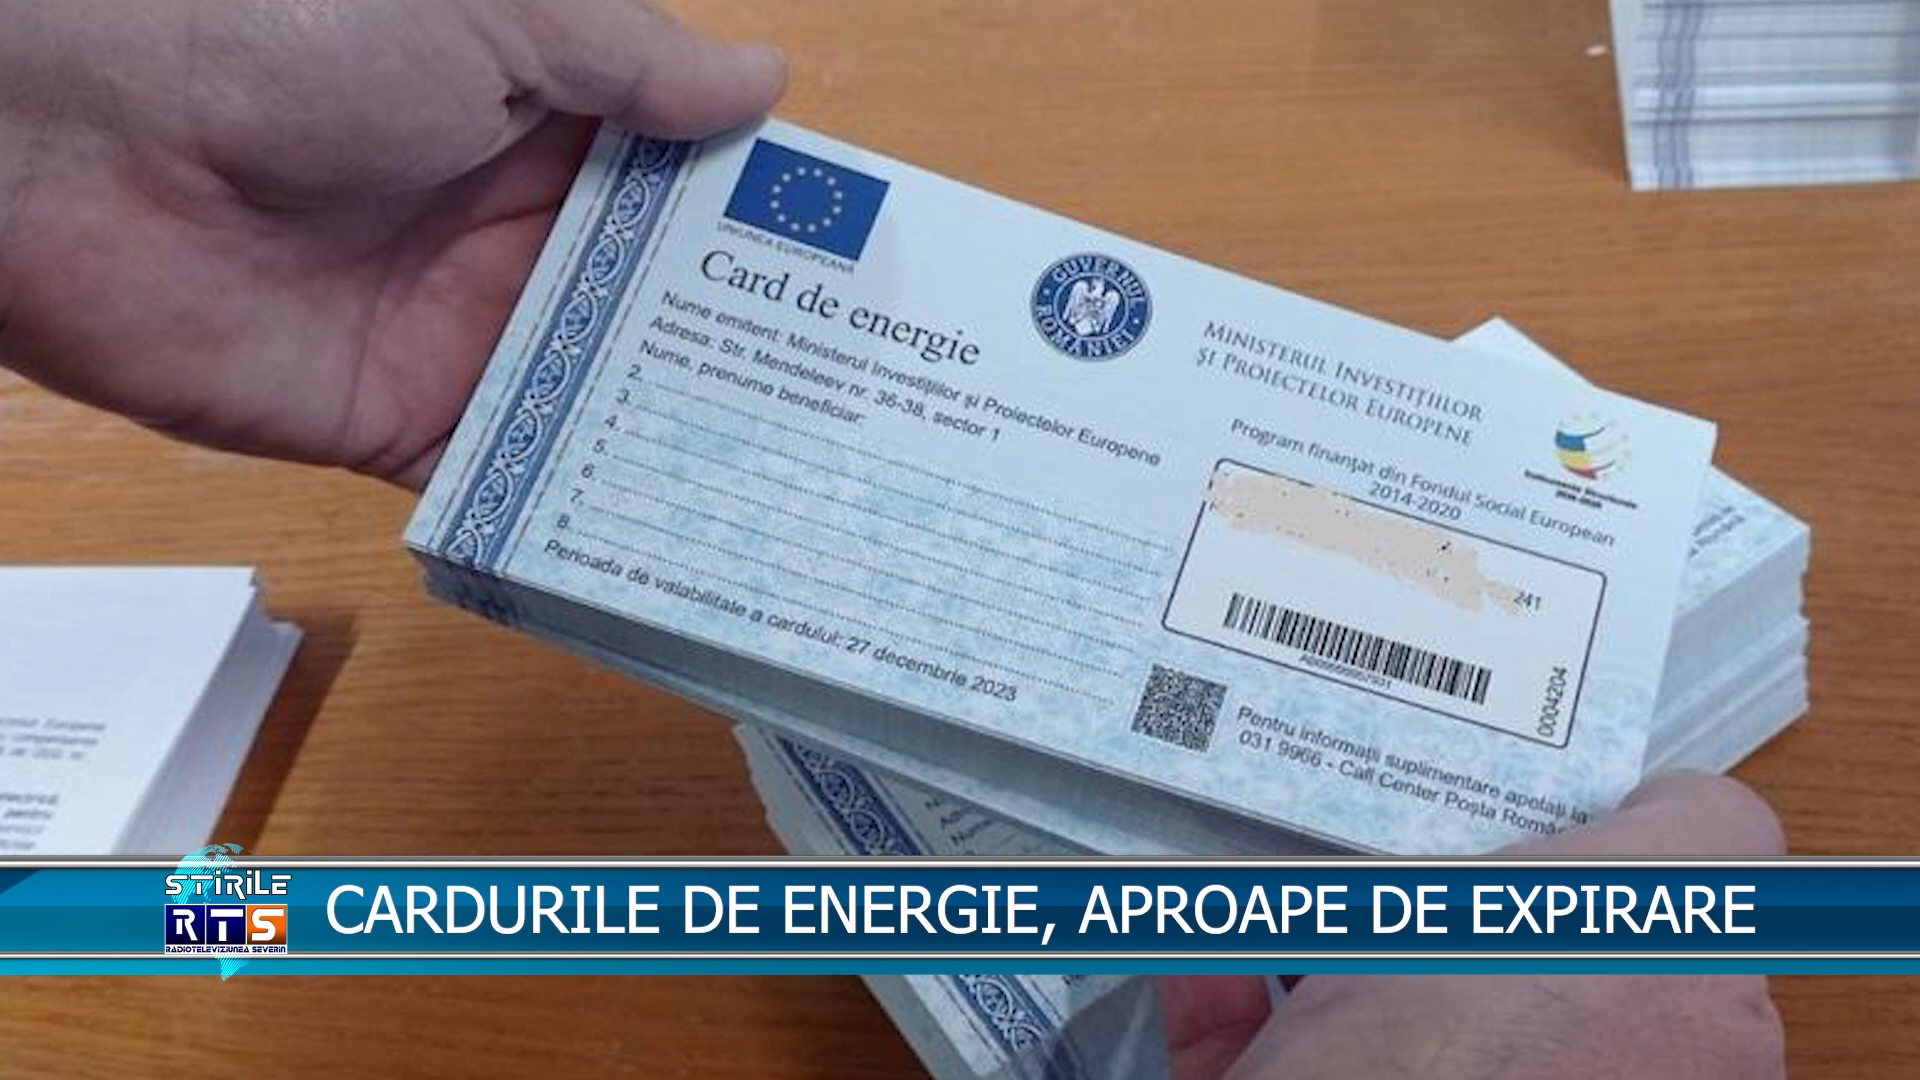 UNIUNEA EUROPEANĂ
Card de energie
GUVERNUL ROMÂNIEI
MINISTERUL INVESTIȚIILOR
ȘI PROIECTELOR EUROPENE
Nume emitent: Ministerul Investițiilor și Proiectelor Europene
Adresa: Str. Mendeleev nr. 36-38, sector 1
Nume, prenume beneficiar:
2.
3.
4.
5.
6.
7.
8.
Perioada de valabilitate a cardului: 27 decembrie 2023
Program finanțat din Fondul Social European
2014-2020
241
0004204
Pentru informații suplimentare apelați la
031 9966 - Call Center Poșta Română
STIRILE
RTS
RADIOTELEVIZIUNEA SEVERIN
CARDURILE DE ENERGIE, APROAPE DE EXPIRARE